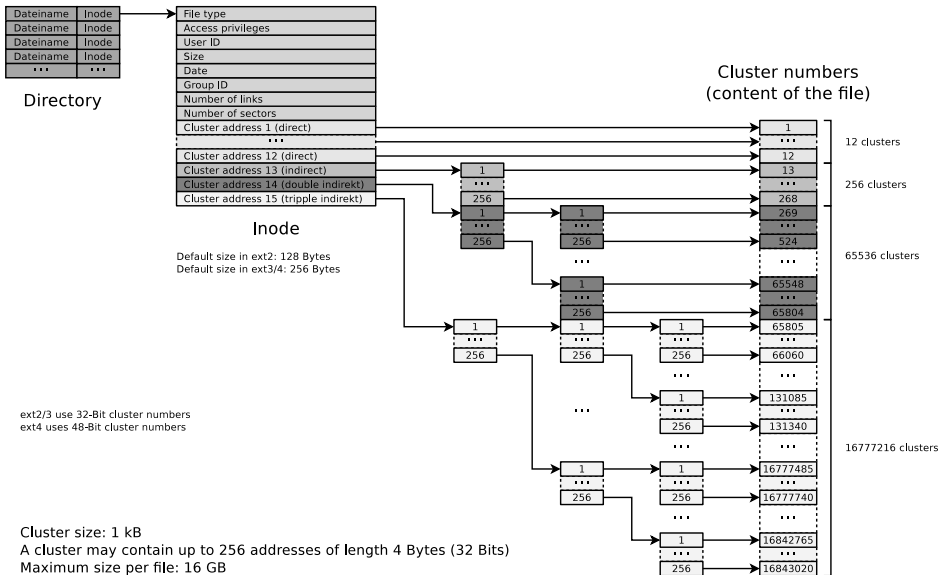 Dateiname Inode
Dateiname Inode
Dateiname Inode
Dateiname Inode
... ...
Directory
File type
Access privileges
User ID
Size
Date
Group ID
Number of links
Number of sectors
Cluster address 1 (direct)
...
Cluster address 12 (direct)
Cluster address 13 (indirect)
Cluster address 14 (double indirekt)
Cluster address 15 (tripple indirekt)
Inode
Default size in ext2: 128 Bytes
Default size in ext3/4: 256 Bytes
Cluster numbers
(content of the file)
1
...
12
12 clusters
1
...
256
13
...
268
256 clusters
1
...
256
1
...
256
...
1
...
256
269
...
524
...
65548
...
65804
65536 clusters
1
...
256
1
...
256
...
1
...
256
1
...
256
...
1
...
256
...
1
...
256
...
1
...
256
65805
...
66060
...
131085
...
131340
...
16777485
...
16777740
...
16842765
...
16843020
16777216 clusters
ext2/3 use 32-Bit cluster numbers
ext4 uses 48-Bit cluster numbers
Cluster size: 1 kB
A cluster may contain up to 256 addresses of length 4 Bytes (32 Bits)
Maximum size per file: 16 GB